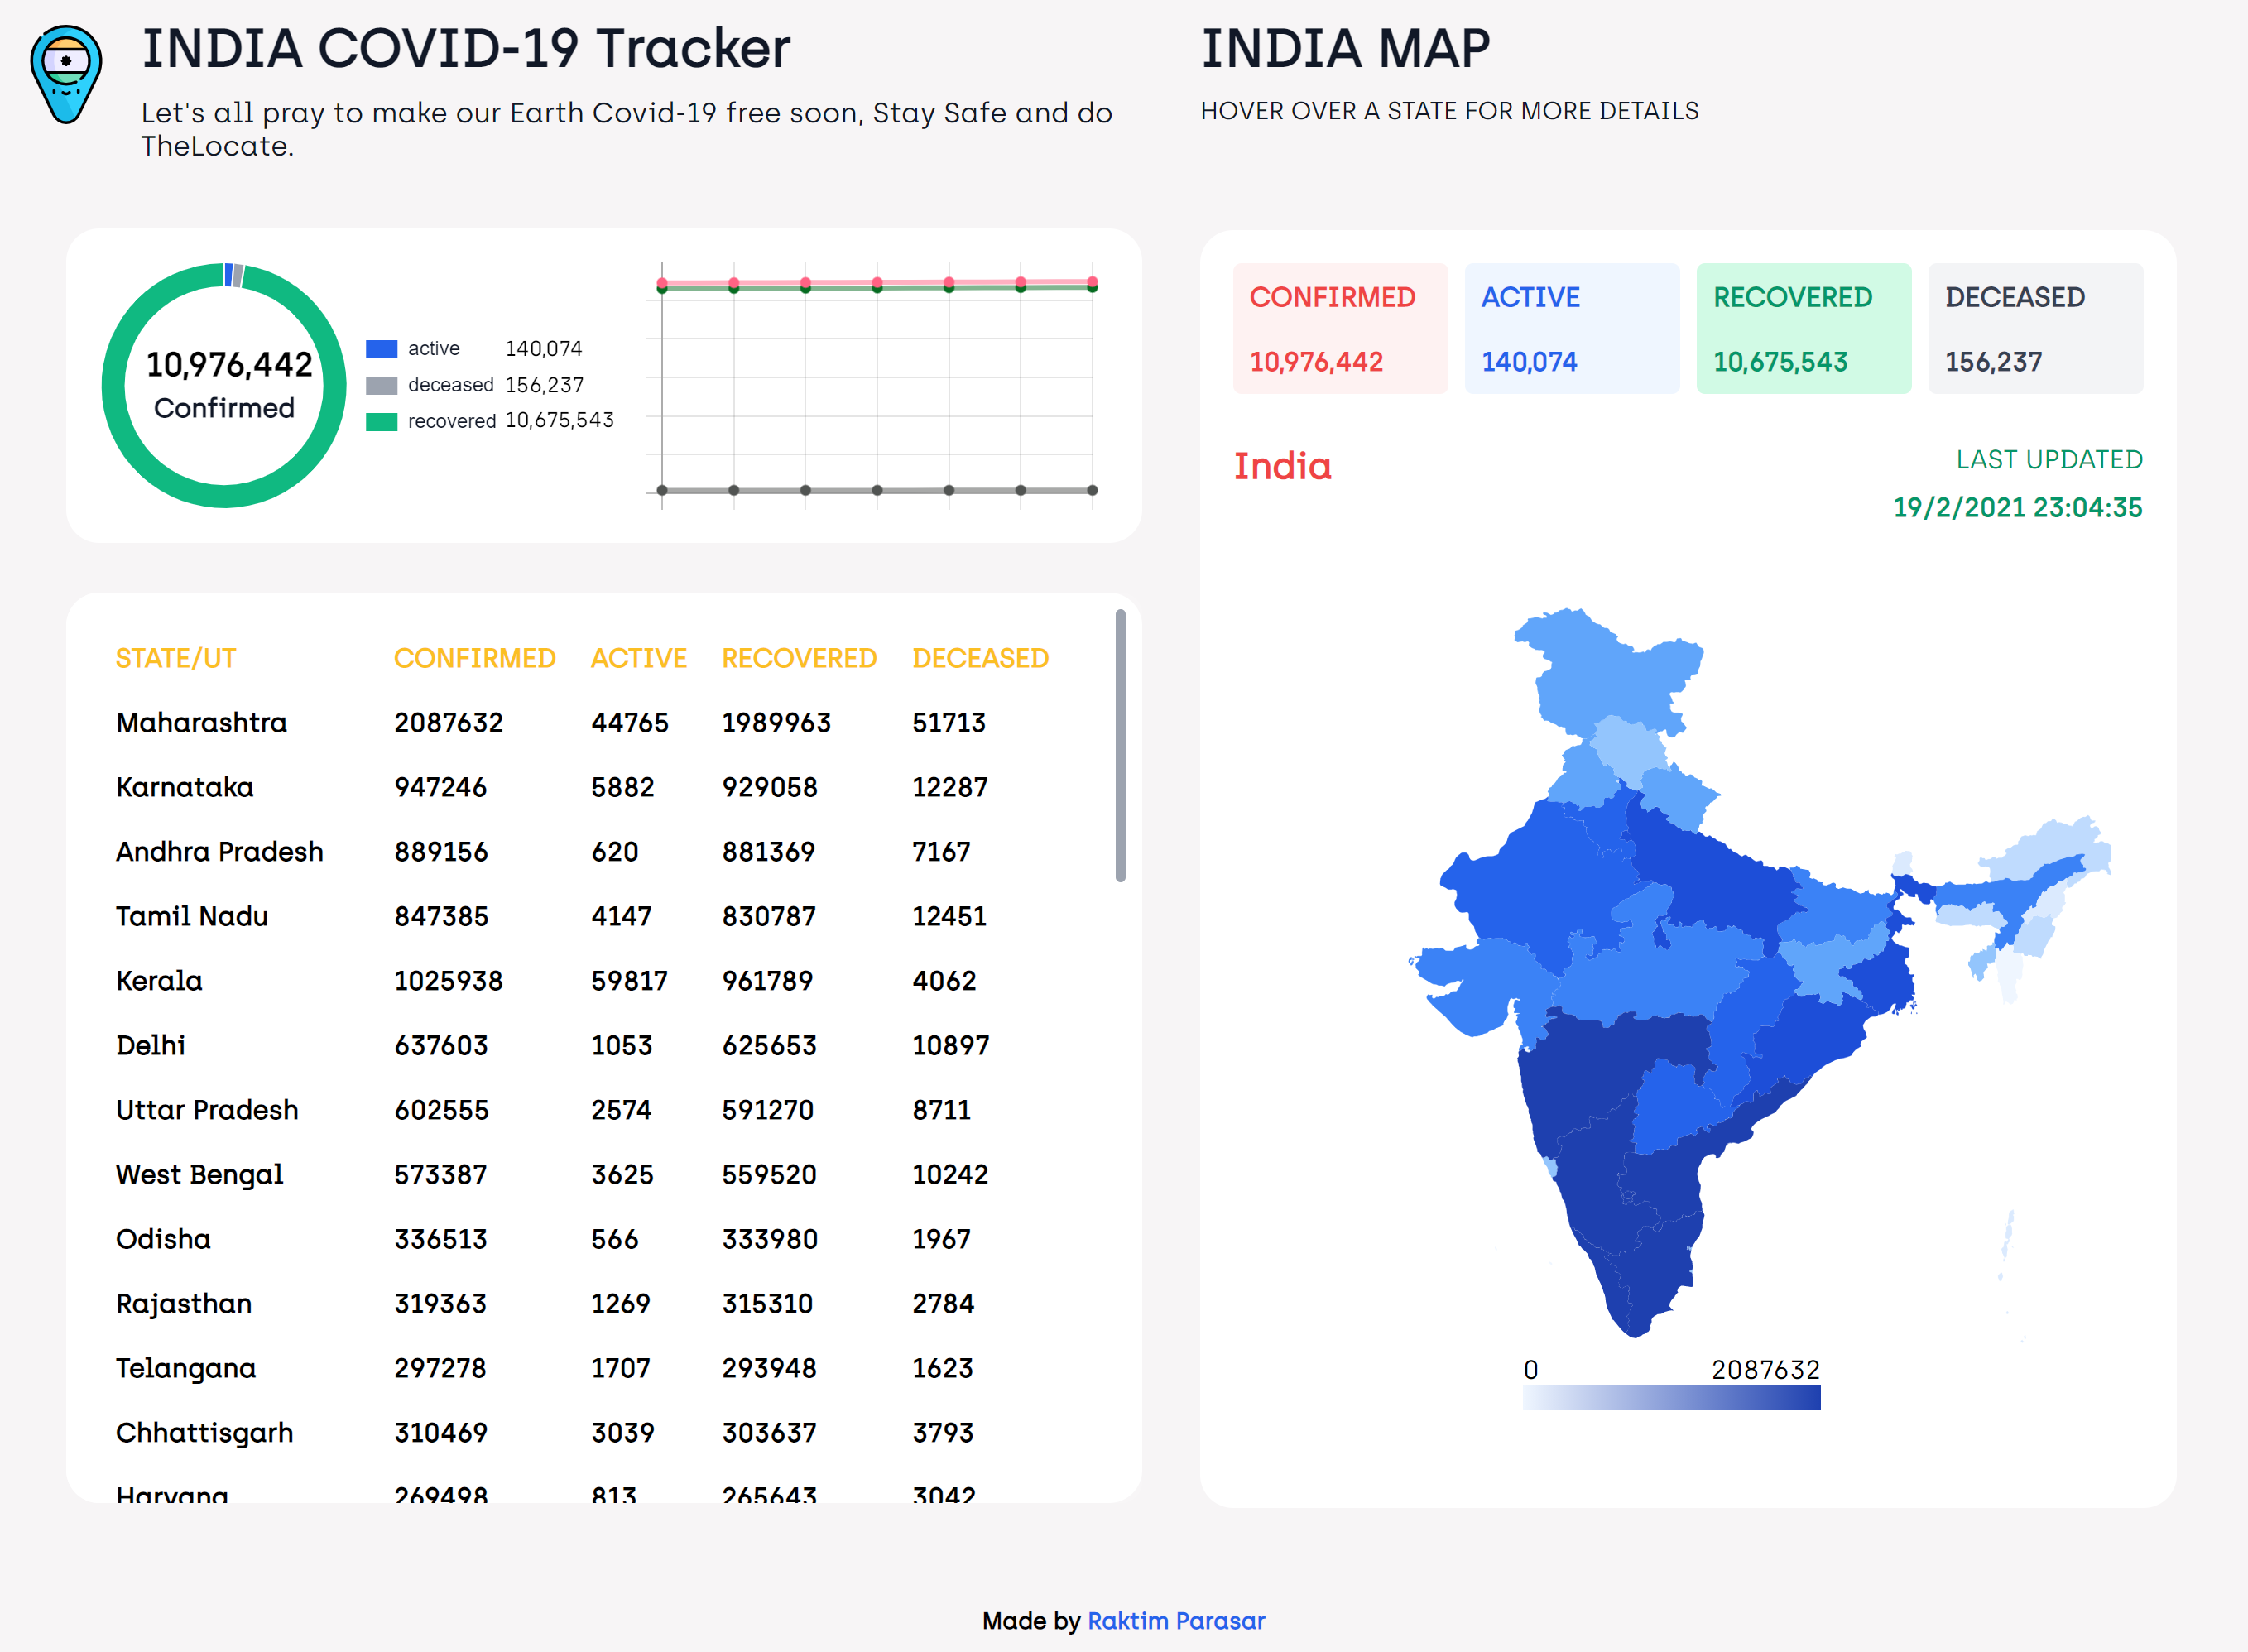 INDIA COVID-19 Tracker
Let's all pray to make our Earth Covid-19 free soon, Stay Safe and do
TheLocate.
10,976,442
Confirmed
active 140,074
deceased 156,237
recovered 10,675,543
STATE/UT CONFIRMED ACTIVE RECOVERED DECEASED
Maharashtra 2087632 44765 1989963 51713
Karnataka 947246 5882 929058 12287
Andhra Pradesh 889156 620 881369 7167
Tamil Nadu 847385 4147 830787 12451
Kerala 1025938 59817 961789 4062
Delhi 637603 1053 625653 10897
Uttar Pradesh 602555 2574 591270 8711
West Bengal 573387 3625 559520 10242
Odisha 336513 566 333980 1967
Rajasthan 319363 1269 315310 2784
Telangana 297278 1707 293948 1623
Chhattisgarh 310469 3039 303637 3793
Haryana 269498 813 265643 3042
INDIA MAP
HOVER OVER A STATE FOR MORE DETAILS
CONFIRMED ACTIVE RECOVERED DECEASED
10,976,442 140,074 10,675,543 156,237
India
LAST UPDATED
19/2/2021 23:04:35
0 2087632
Made by Raktim Parasar